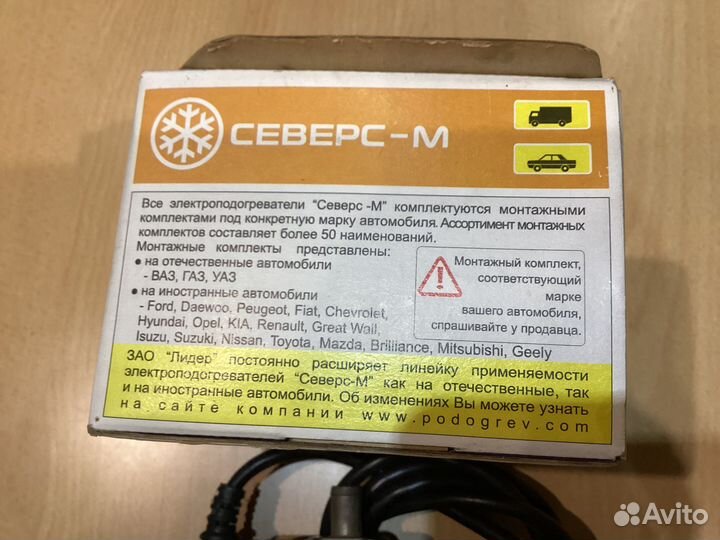 СЕВЕРС-М
Все электроподогреватели "Северс -М" комплектуются монтажными
комплектами под конкретную марку автомобиля. Ассортимент монтажных
комплектов составляет более 50 наименований.
Монтажные комплекты представлены:
• на отечественные автомобили
- ВАЗ, ГАЗ, УАЗ
• на иностранные автомобили
- Ford, Daewoo, Peugeot, Fiat, Chevrolet,
Hyundai, Opel, KIA, Renault, Great Wall,
Isuzu, Suzuki, Nissan, Toyota, Mazda, Brilliance, Mitsubishi, Geely
Монтажный комплект,
соответствующий
марке
вашего автомобиля,
спрашивайте у продавца.
ЗАО "Лидер" постоянно расширяет линейку применяемости
электроподогревателей "Северс-М" как на отечественные, так
и на иностранные автомобили. Об изменениях Вы можете узнать
на сайте компании www.podogrev.com
Avito